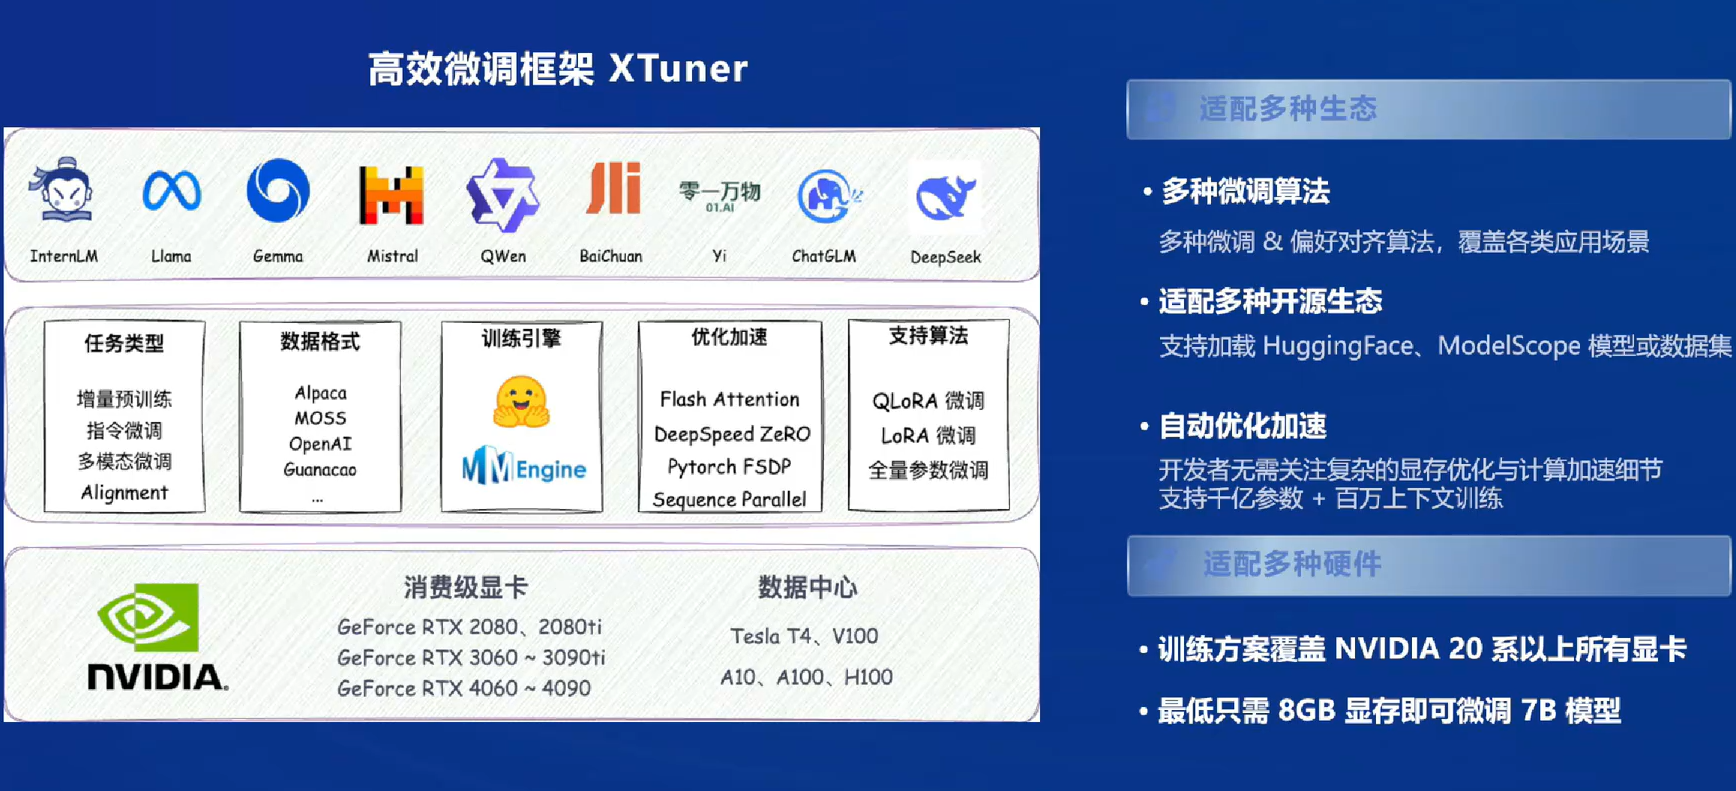 高效微调框架 XTuner
零一万物
01.AI
InternLM
Llama
Gemma
Mistral
QWen
BaiChuan
Yi
ChatGLM
DeepSeek
任务类型
增量预训练
指令微调
多模态微调
Alignment
数据格式
Alpaca
MOSS
OpenAI
Guanacao
...
训练引擎
MMEngine
优化加速
Flash Attention
DeepSpeed ZeRO
Pytorch FSDP
Sequence Parallel
支持算法
QLoRA 微调
LoRA 微调
全量参数微调
NVIDIA.
消费级显卡
GeForce RTX 2080、2080ti
GeForce RTX 3060 ~ 3090ti
GeForce RTX 4060 ~ 4090
数据中心
Tesla T4、V100
A10、A100、H100
适配多种生态
• 多种微调算法
多种微调 & 偏好对齐算法，覆盖各类应用场景
• 适配多种开源生态
支持加载 HuggingFace、ModelScope 模型或数据集
• 自动优化加速
开发者无需关注复杂的显存优化与计算加速细节
支持千亿参数 + 百万上下文训练
适配多种硬件
• 训练方案覆盖 NVIDIA 20 系以上所有显卡
• 最低只需 8GB 显存即可微调 7B 模型